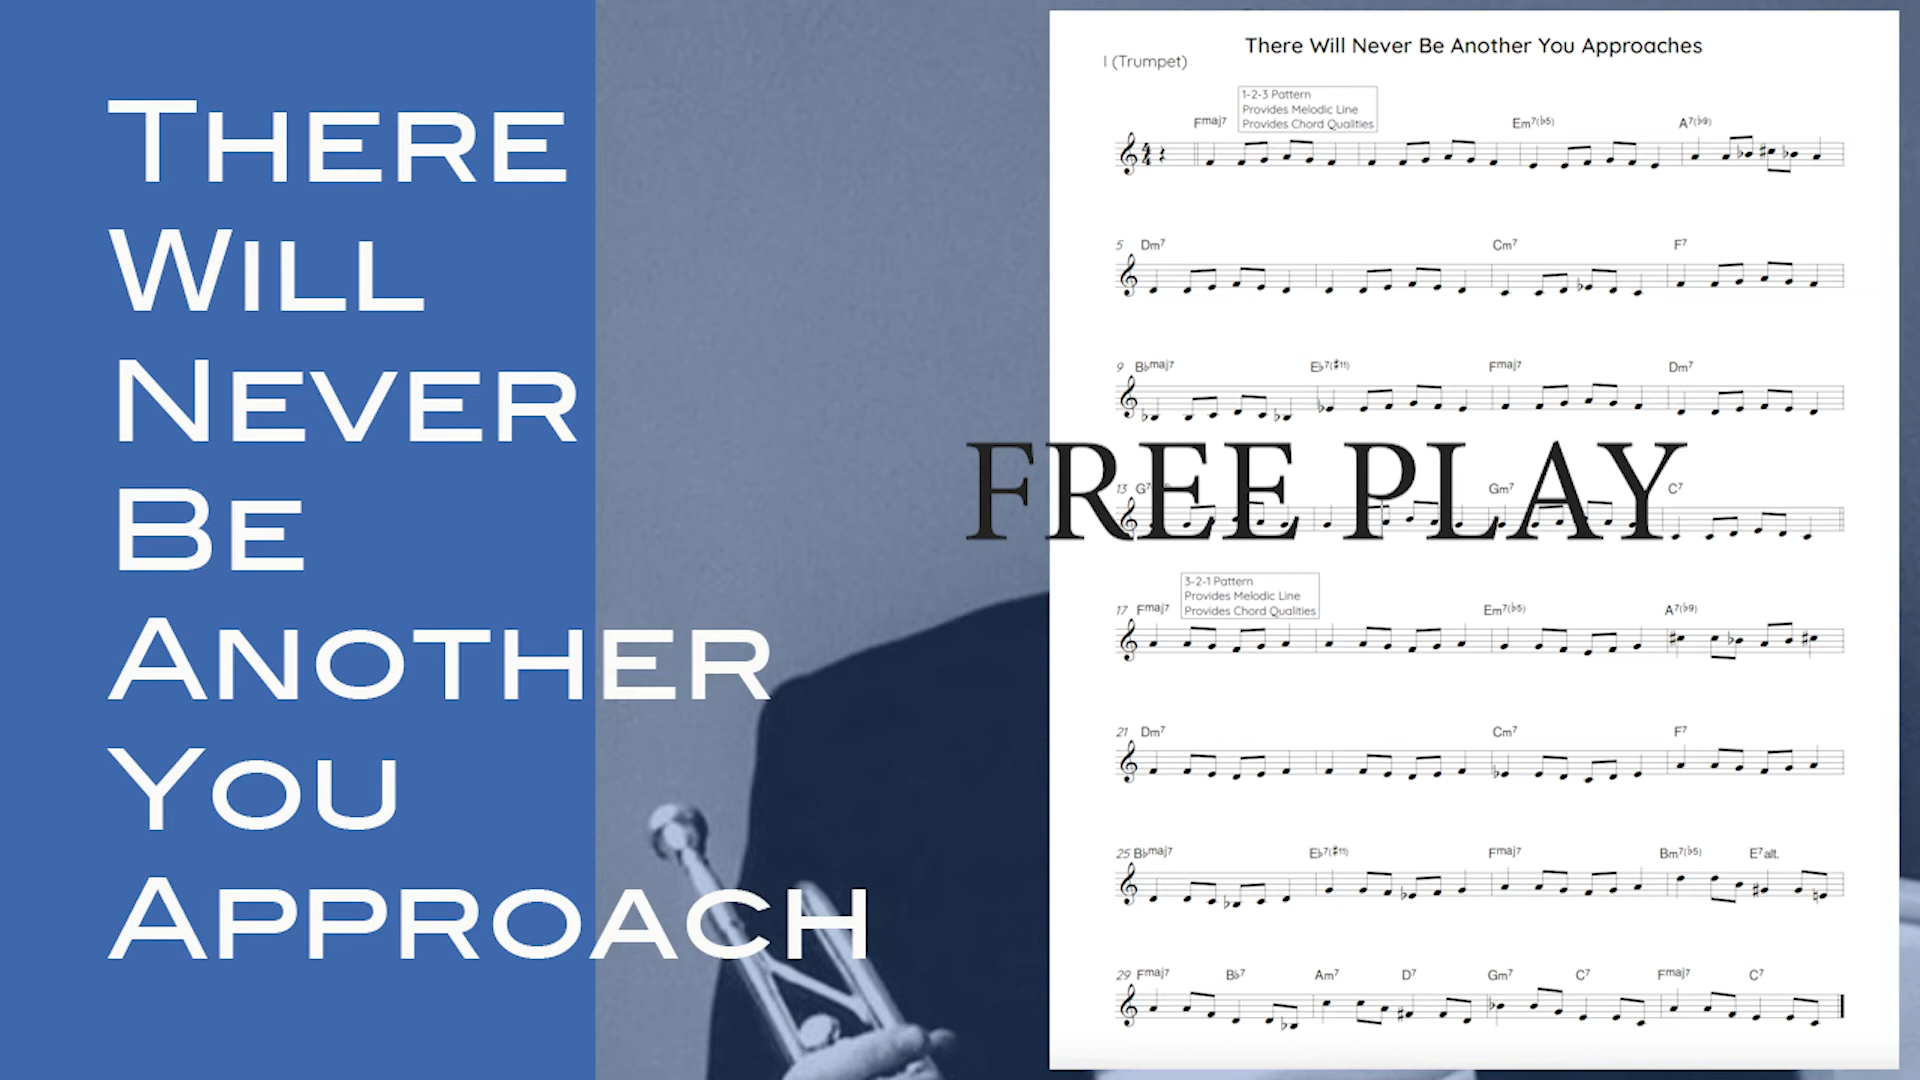 THERE
WILL
NEVER
BE
ANOTHER
YOU
APPROACH
There Will Never Be Another You Approaches
I (Trumpet)
1-2-3 Pattern
Provides Melodic Line
Provides Chord Qualities
Fmaj7 Em7(♭5) A7(♭9)
4
4
5 Dm7 Cm7 F7
9 B♭maj7 E♭7(♯11) Fmaj7 Dm7
FREE PLAY
13 G7 Gm7 C7
3-2-1 Pattern
Provides Melodic Line
Provides Chord Qualities
17 Fmaj7 Em7(♭5) A7(♭9)
21 Dm7 Cm7 F7
25 B♭maj7 E♭7(♯11) Fmaj7 Bm7(♭5) E7alt.
29 Fmaj7 B♭7 Am7 D7 Gm7 C7 Fmaj7 C7